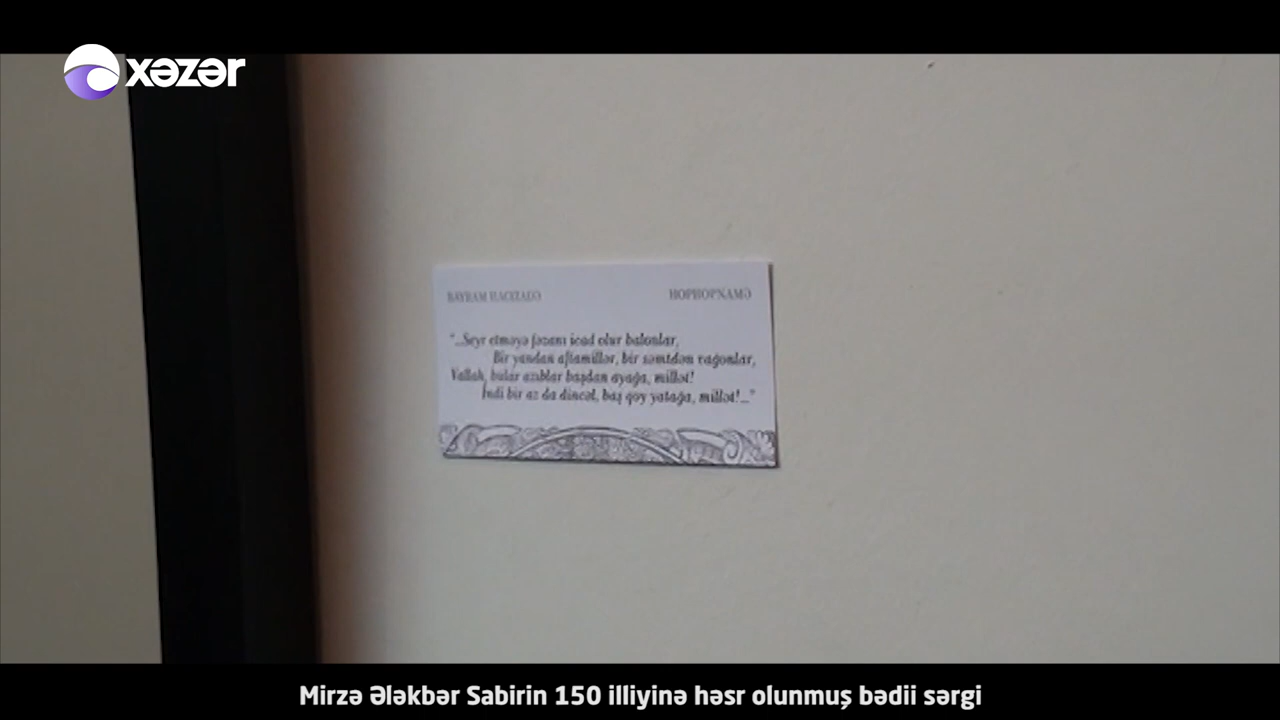 xəzər
BAYRAM HACIZADƏ
HOPHOPNAMƏ
"...Seyr etməyə fəzanı icad olur balonlar,
Bir yandan aftamillər, bir səmtdən vaqonlar,
Vallah, bular azıblar başdan ayağa, millət!
İndi bir az da dincəl, baş qoy yatağa, millət!..."
Mirzə Ələkbər Sabirin 150 illiyinə həsr olunmuş bədii sərgi